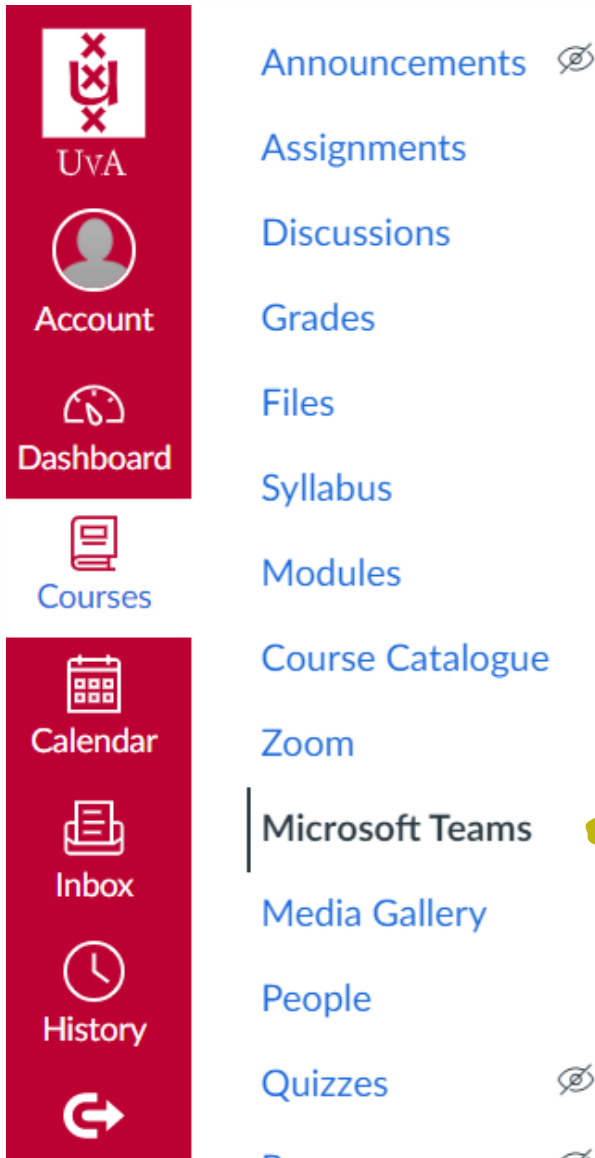 UvA
Account
Dashboard
Courses
Calendar
Inbox
History
Announcements
Assignments
Discussions
Grades
Files
Syllabus
Modules
Course Catalogue
Zoom
Microsoft Teams
Media Gallery
People
Quizzes